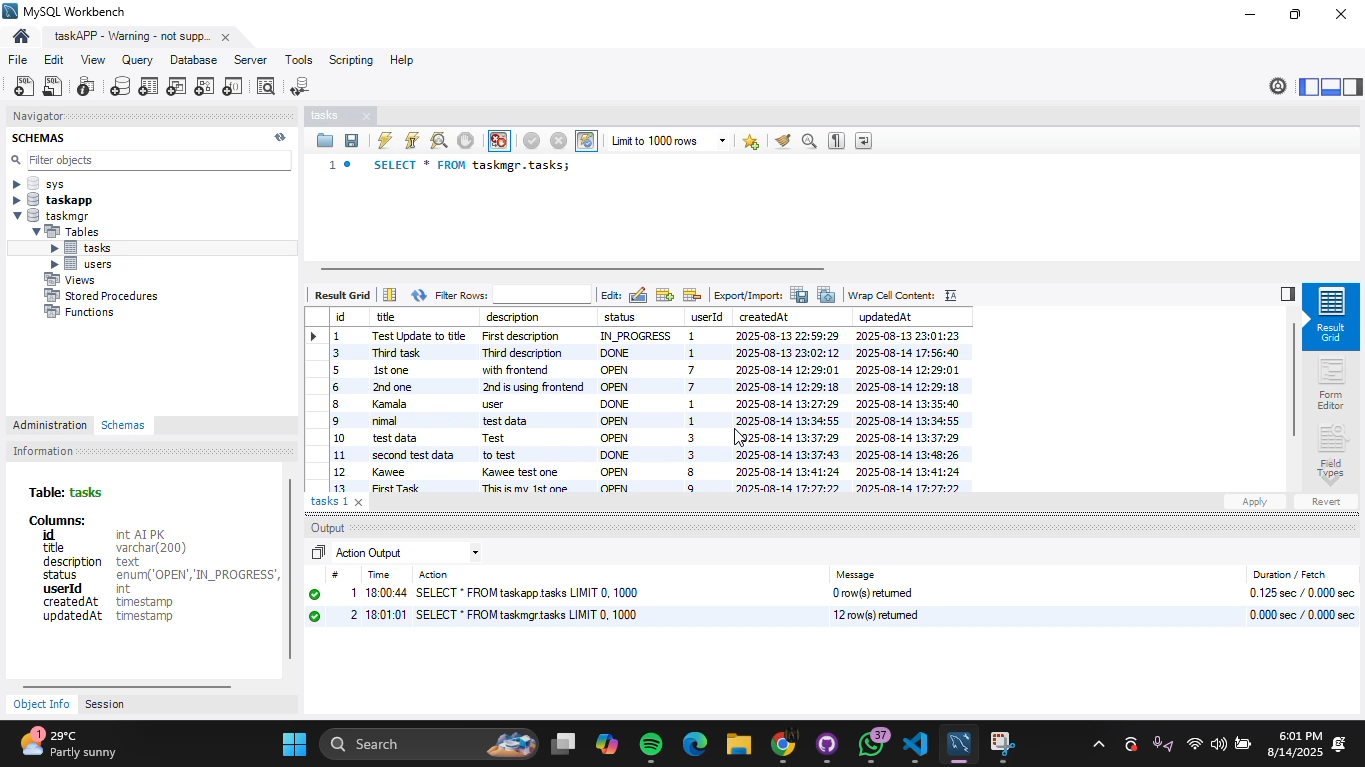 MySQL Workbench
taskAPP - Warning - not supp...
File Edit View Query Database Server Tools Scripting Help
Navigator
SCHEMAS
Filter objects
sys
taskapp
taskmgr
Tables
tasks
users
Views
Stored Procedures
Functions
Administration Schemas
Information
Table: tasks
Columns:
id int AI PK
title varchar(200)
description text
status enum('OPEN','IN_PROGRESS',
userId int
createdAt timestamp
updatedAt timestamp
Object Info Session
tasks
Limit to 1000 rows
1 SELECT * FROM taskmgr.tasks;
Result Grid Filter Rows: Edit: Export/Import: Wrap Cell Content:
id title description status userId createdAt updatedAt
1 Test Update to title First description IN_PROGRESS 1 2025-08-13 22:59:29 2025-08-13 23:01:23
3 Third task Third description DONE 1 2025-08-13 23:02:12 2025-08-14 17:56:40
5 1st one with frontend OPEN 7 2025-08-14 12:29:01 2025-08-14 12:29:01
6 2nd one 2nd is using frontend OPEN 7 2025-08-14 12:29:18 2025-08-14 12:29:18
8 Kamala user DONE 1 2025-08-14 13:27:29 2025-08-14 13:35:40
9 nimal test data OPEN 1 2025-08-14 13:34:55 2025-08-14 13:34:55
10 test data Test OPEN 3 2025-08-14 13:37:29 2025-08-14 13:37:29
11 second test data to test DONE 3 2025-08-14 13:37:43 2025-08-14 13:48:26
12 Kawee Kawee test one OPEN 8 2025-08-14 13:41:24 2025-08-14 13:41:24
13 First Task This is my 1st one OPEN 9 2025-08-14 17:27:22 2025-08-14 17:27:22
Result
Grid
Form
Editor
Field
Types
tasks 1 Apply Revert
Output
Action Output
# Time Action Message Duration / Fetch
1 18:00:44 SELECT * FROM taskapp.tasks LIMIT 0, 1000 0 row(s) returned 0.125 sec / 0.000 sec
2 18:01:01 SELECT * FROM taskmgr.tasks LIMIT 0, 1000 12 row(s) returned 0.000 sec / 0.000 sec
1
29°C
Partly sunny
Search
37
6:01 PM
8/14/2025